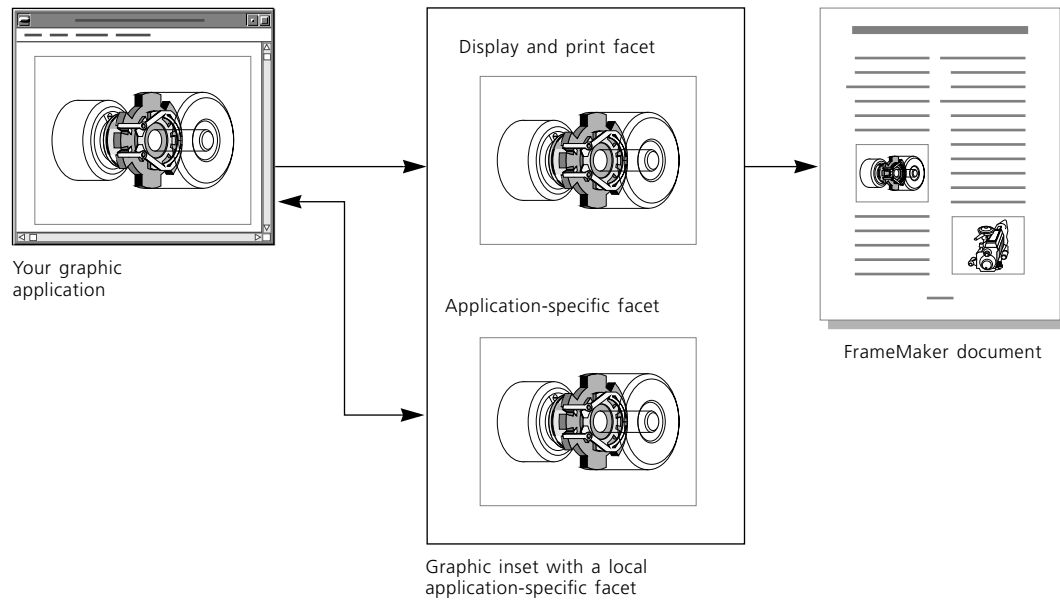 Display and print facet
Your graphic
application
Application-specific facet
FrameMaker document
Graphic inset with a local
application-specific facet